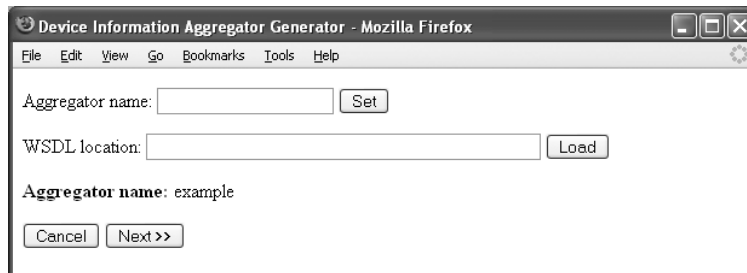 Device Information Aggregator Generator - Mozilla Firefox
File Edit View Go Bookmarks Tools Help
Aggregator name: Set
WSDL location: Load
Aggregator name: example
Cancel Next >>